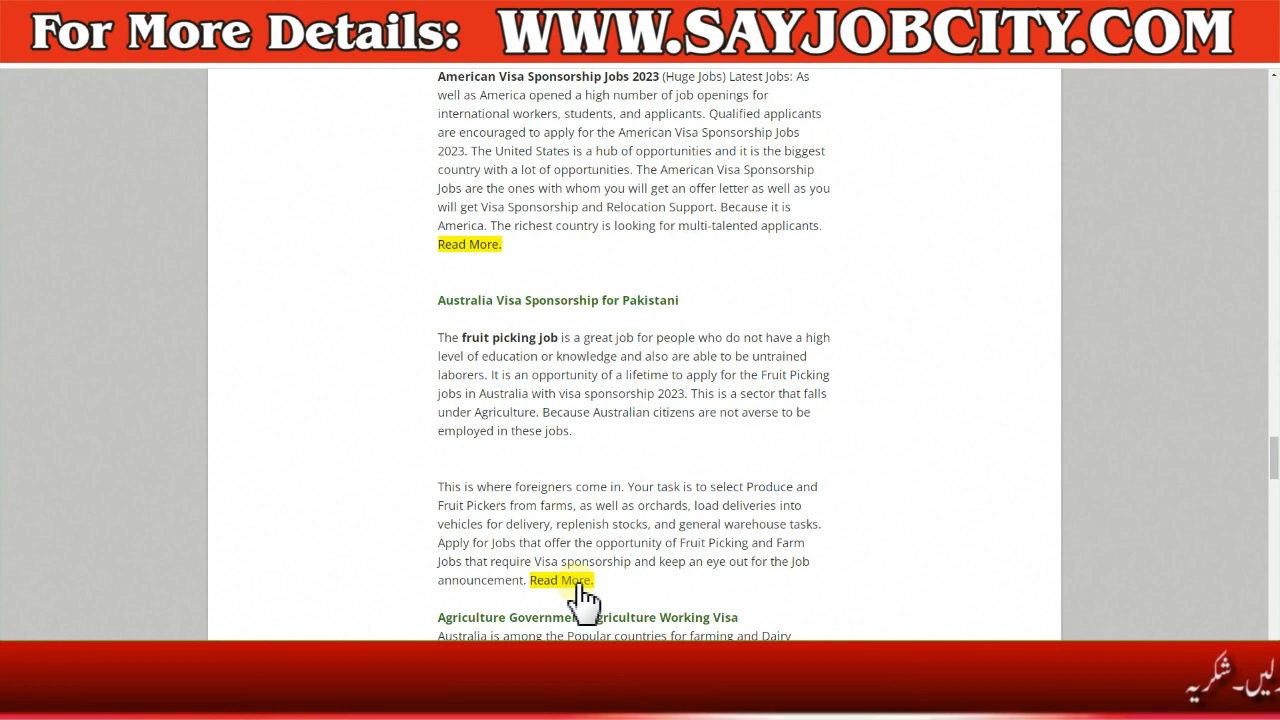 For More Details: WWW.SAYJOBCITY.COM
American Visa Sponsorship Jobs 2023 (Huge Jobs) Latest Jobs: As
well as America opened a high number of job openings for
international workers, students, and applicants. Qualified applicants
are encouraged to apply for the American Visa Sponsorship Jobs
2023. The United States is a hub of opportunities and it is the biggest
country with a lot of opportunities. The American Visa Sponsorship
Jobs are the ones with whom you will get an offer letter as well as you
will get Visa Sponsorship and Relocation Support. Because it is
America. The richest country is looking for multi-talented applicants.
Read More.
Australia Visa Sponsorship for Pakistani
The fruit picking job is a great job for people who do not have a high
level of education or knowledge and also are able to be untrained
laborers. It is an opportunity of a lifetime to apply for the Fruit Picking
jobs in Australia with visa sponsorship 2023. This is a sector that falls
under Agriculture. Because Australian citizens are not averse to be
employed in these jobs.
This is where foreigners come in. Your task is to select Produce and
Fruit Pickers from farms, as well as orchards, load deliveries into
vehicles for delivery, replenish stocks, and general warehouse tasks.
Apply for Jobs that offer the opportunity of Fruit Picking and Farm
Jobs that require Visa sponsorship and keep an eye out for the Job
announcement. Read More.
Agriculture Working Visa
Australia is among the Popular countries for farming and Dairy
لیں۔ شکریہ